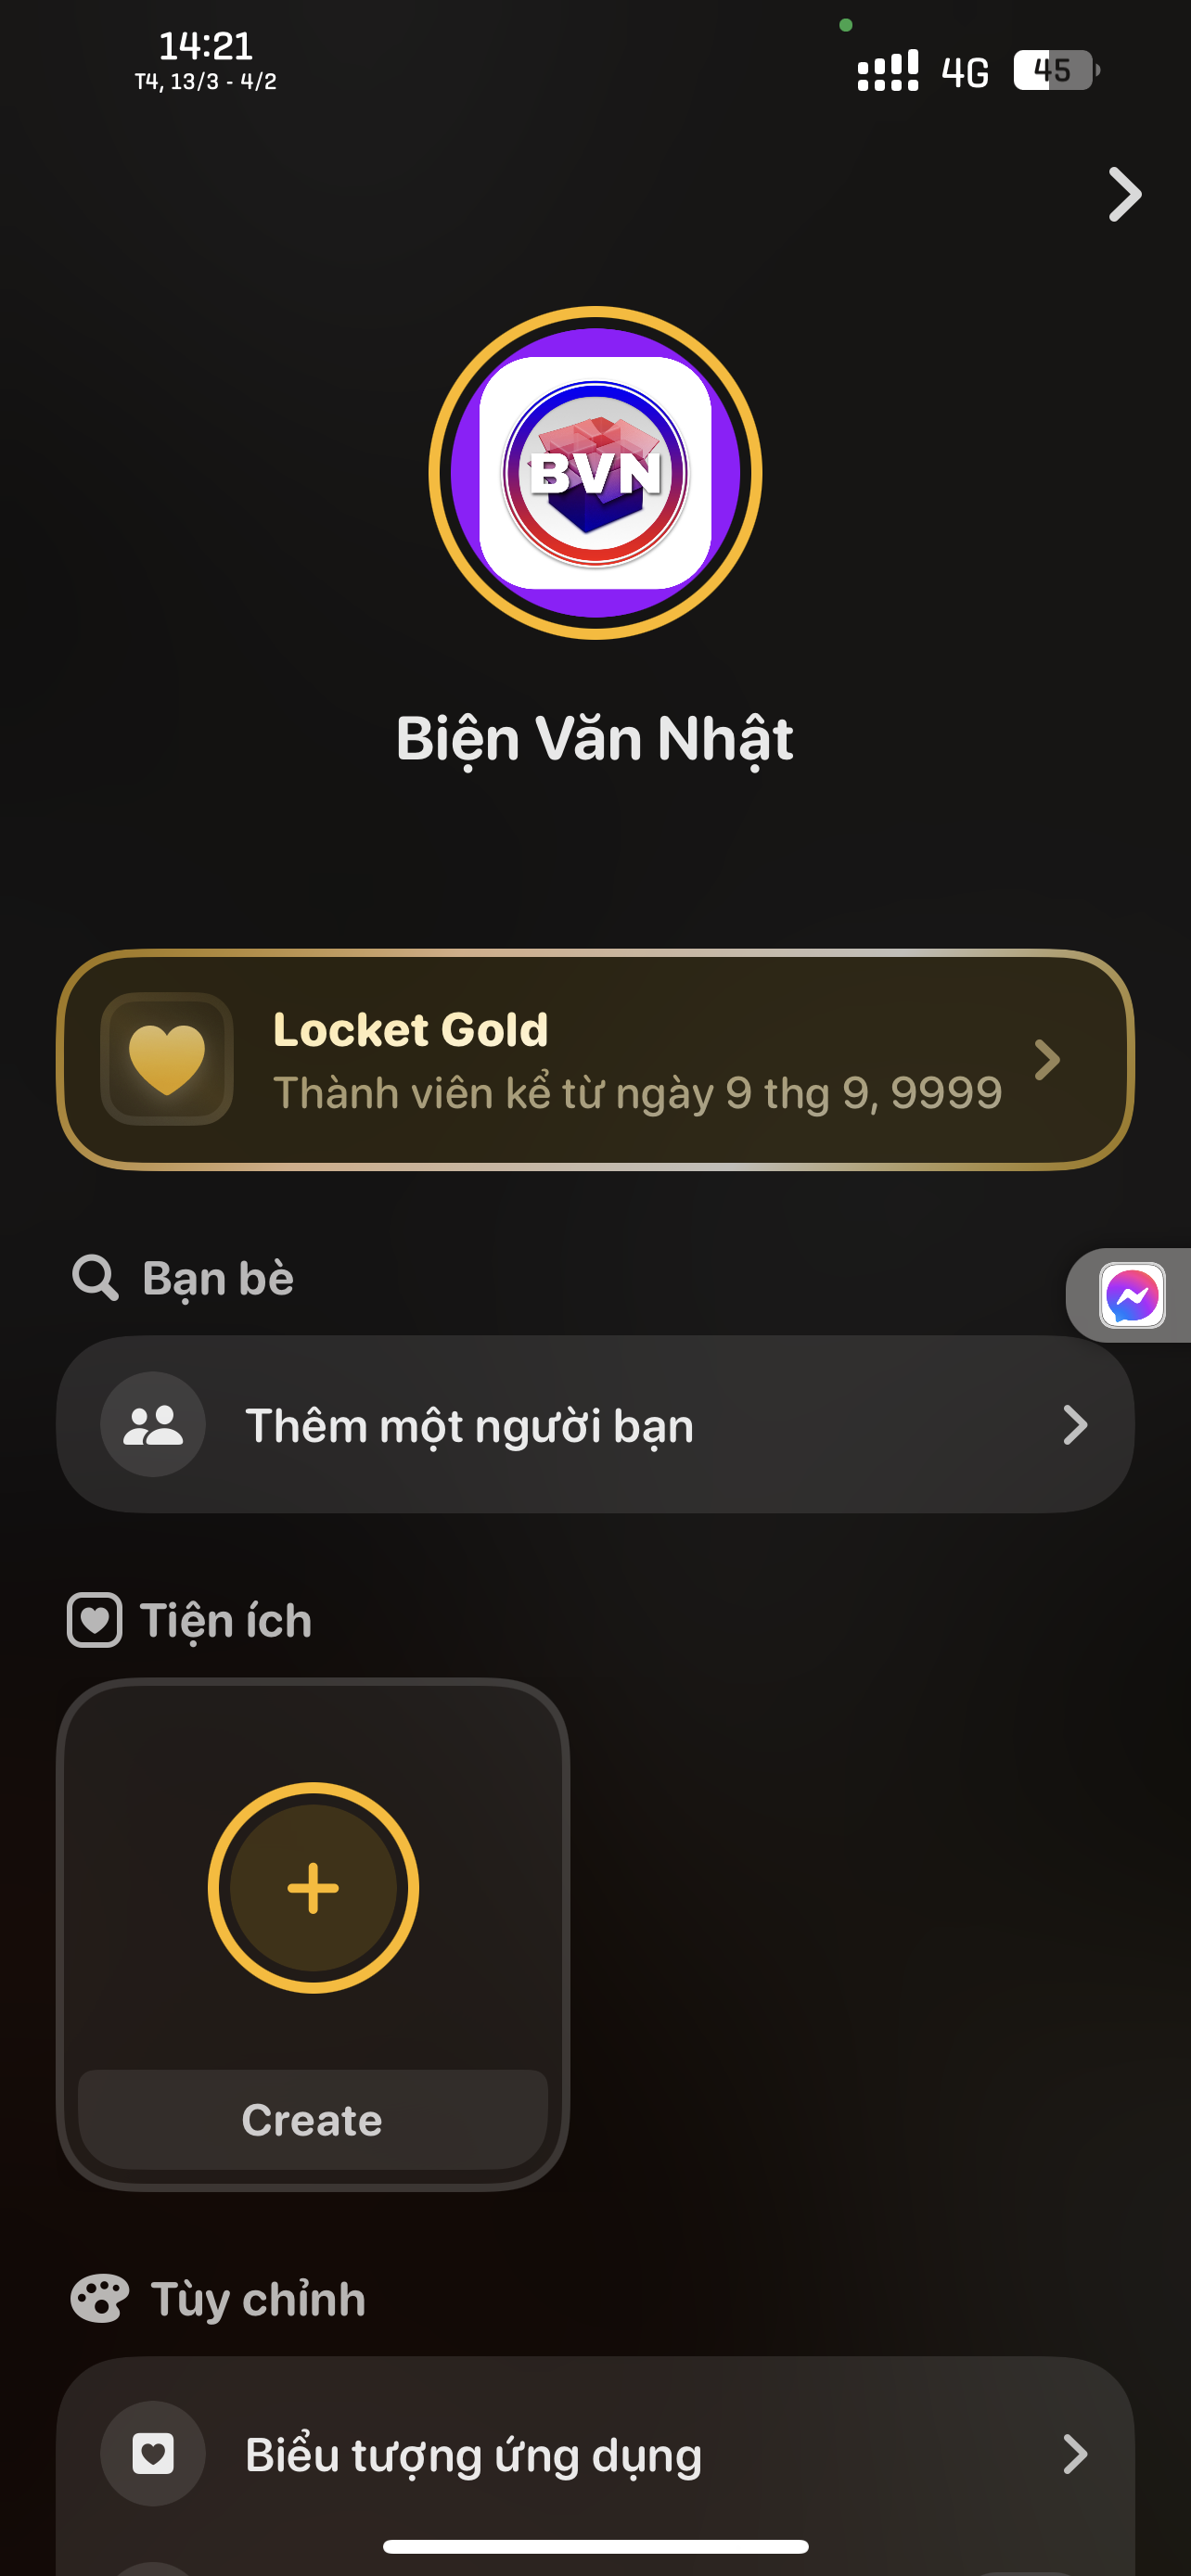 14:21
T4, 13/3 - 4/2
4G
45
BVN
Biện Văn Nhật
Locket Gold
Thành viên kể từ ngày 9 thg 9, 9999
Bạn bè
Thêm một người bạn
Tiện ích
Create
Tùy chỉnh
Biểu tượng ứng dụng